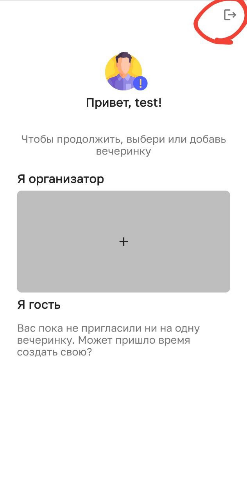 !
Привет, test!
Чтобы продолжить, выбери или добавь
вечеринку
Я организатор
+
Я гость
Вас пока не пригласили ни на одну
вечеринку. Может пришло время
создать свою?